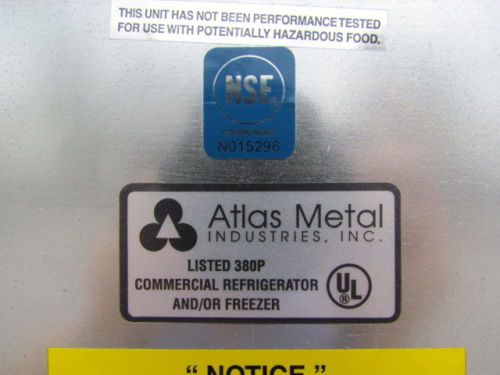 THIS UNIT HAS NOT BEEN PERFORMANCE TESTED
FOR USE WITH POTENTIALLY HAZARDOUS FOOD.
NSF®
COMPONENT
N015296
Atlas Metal
INDUSTRIES, INC.
LISTED 380P
COMMERCIAL REFRIGERATOR
AND/OR FREEZER
UL®
“ NOTICE ”